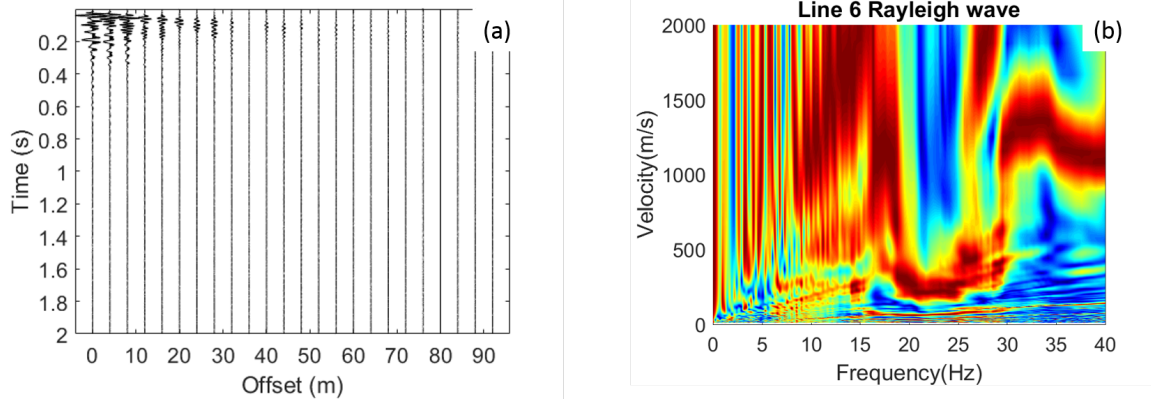 (a)
0.2
0.4
0.6
0.8
1
1.2
1.4
1.6
1.8
2
Time (s)
0 10 20 30 40 50 60 70 80 90
Offset (m)
Line 6 Rayleigh wave
(b)
2000
1500
1000
500
0
Velocity(m/s)
0 5 10 15 20 25 30 35 40
Frequency(Hz)